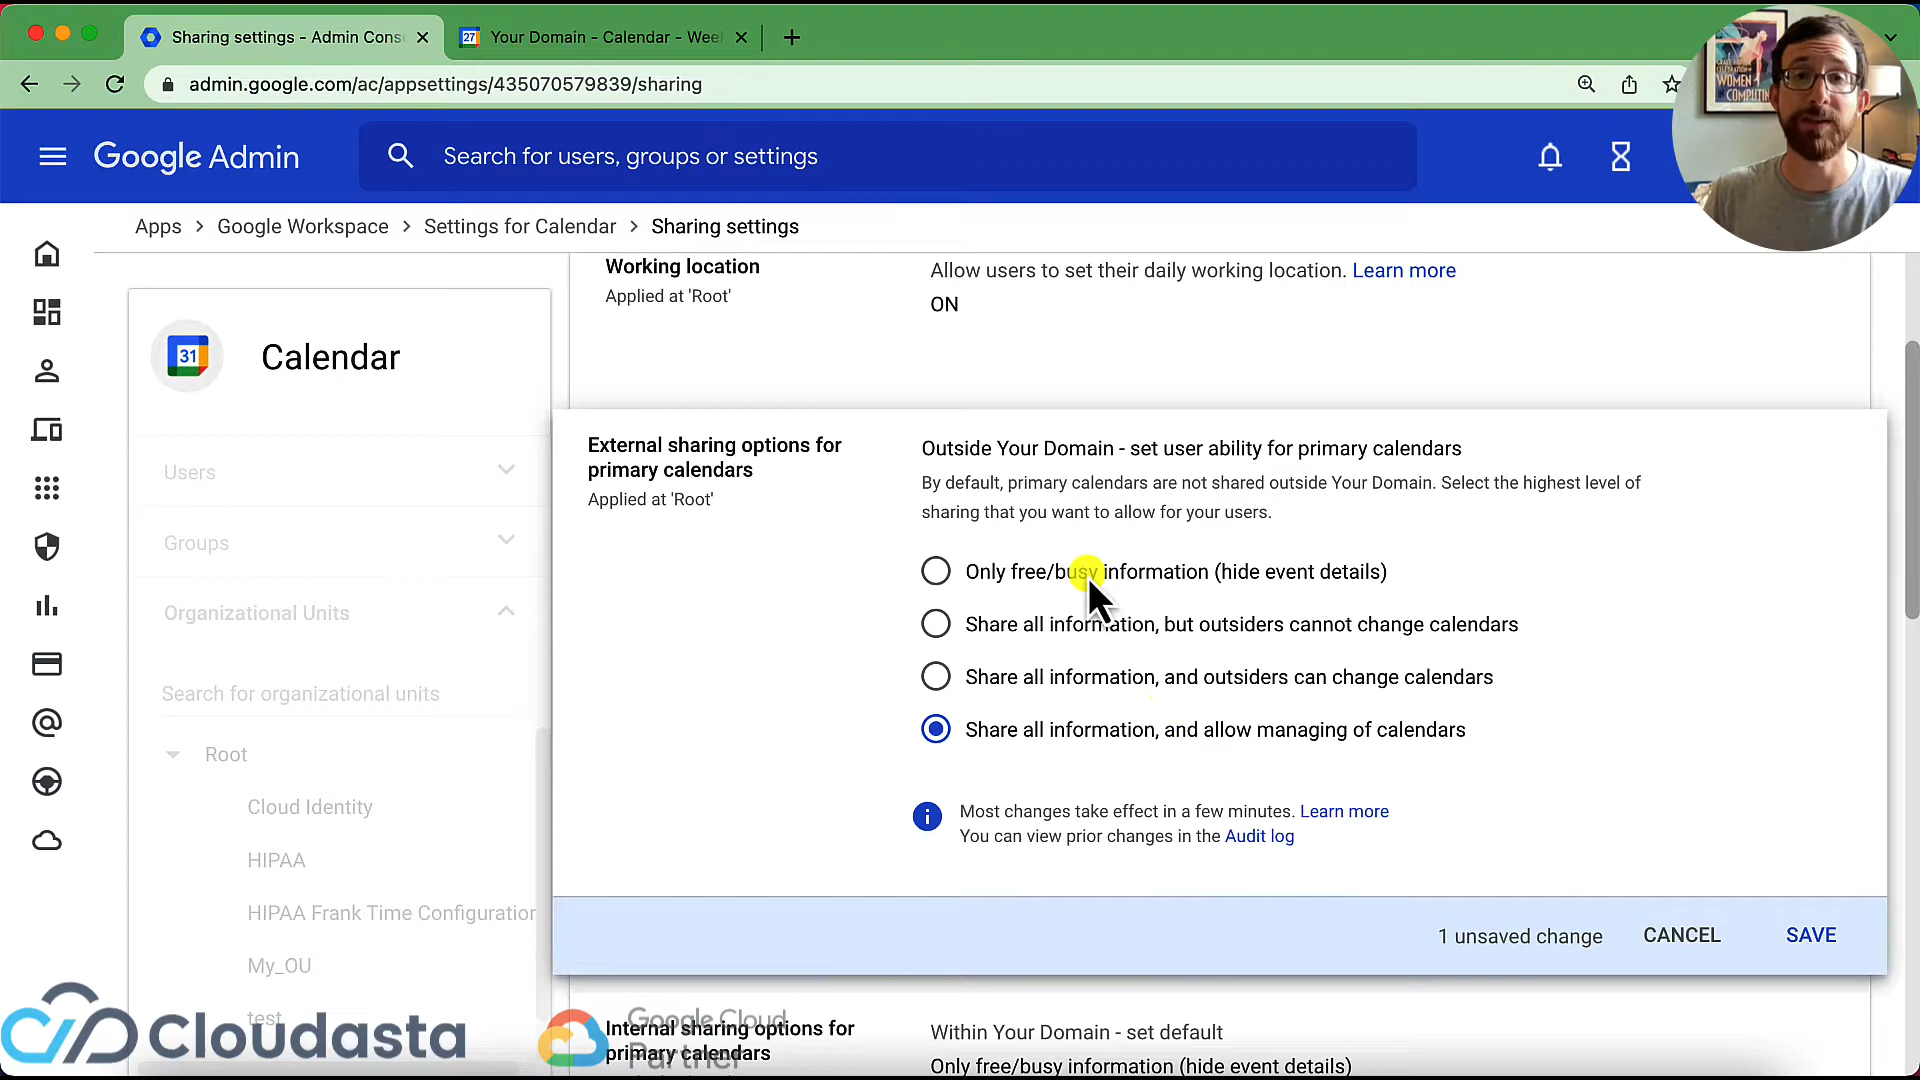 Sharing settings - Admin Cons
27 Your Domain - Calendar - Wee
admin.google.com/ac/appsettings/435070579839/sharing
WOMEN
IN COMPUTIN
Google Admin
Search for users, groups or settings
Apps > Google Workspace > Settings for Calendar > Sharing settings
Working location
Applied at 'Root'
Allow users to set their daily working location. Learn more
ON
31 Calendar
Users
Groups
Organizational Units
Search for organizational units
Root
Cloud Identity
HIPAA
HIPAA Frank Time Configuration
My_OU
test
External sharing options for
primary calendars
Applied at 'Root'
Outside Your Domain - set user ability for primary calendars
By default, primary calendars are not shared outside Your Domain. Select the highest level of
sharing that you want to allow for your users.
Only free/busy information (hide event details)
Share all information, but outsiders cannot change calendars
Share all information, and outsiders can change calendars
Share all information, and allow managing of calendars
Most changes take effect in a few minutes. Learn more
You can view prior changes in the Audit log
1 unsaved change CANCEL SAVE
Internal sharing options for
primary calendars
Within Your Domain - set default
Only free/busy information (hide event details)
Cloudasta
Google Cloud
Partner